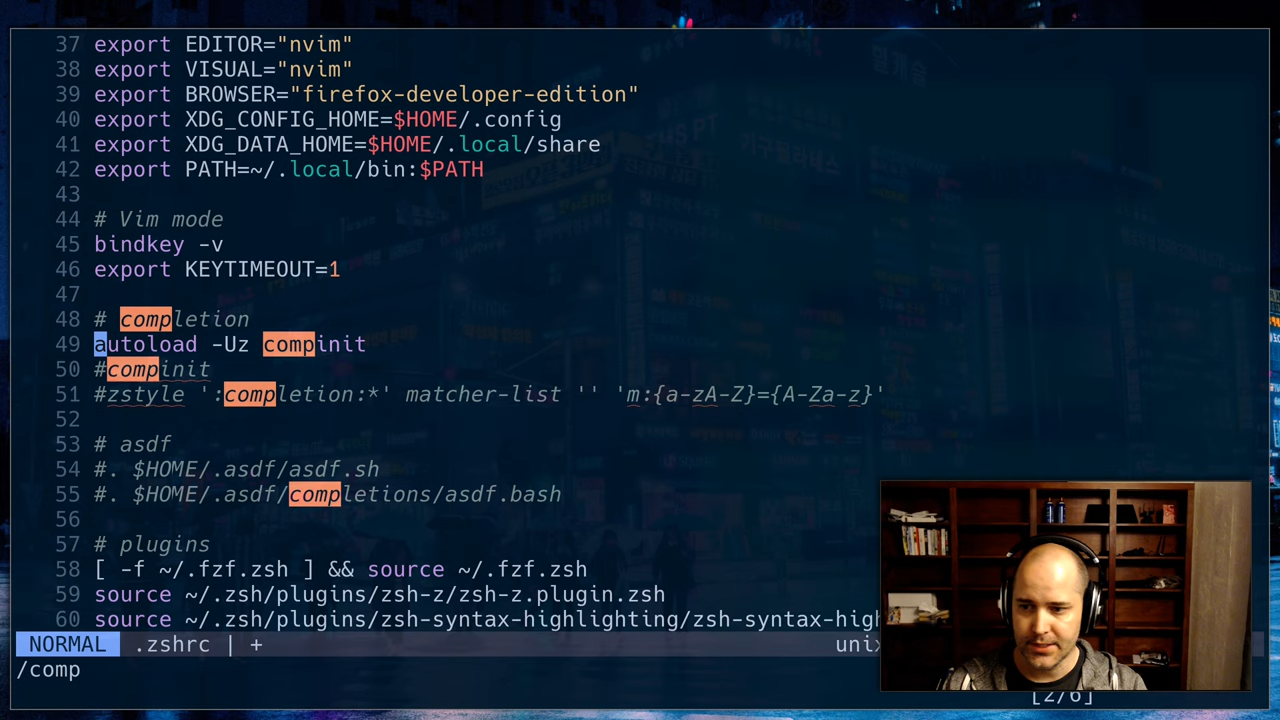 37 export EDITOR="nvim"
38 export VISUAL="nvim"
39 export BROWSER="firefox-developer-edition"
40 export XDG_CONFIG_HOME=$HOME/.config
41 export XDG_DATA_HOME=$HOME/.local/share
42 export PATH=~/.local/bin:$PATH
43
44 # Vim mode
45 bindkey -v
46 export KEYTIMEOUT=1
47
48 # completion
49 autoload -Uz compinit
50 #compinit
51 #zstyle ':completion:*' matcher-list '' 'm:{a-zA-Z}={A-Za-z}'
52
53 # asdf
54 #. $HOME/.asdf/asdf.sh
55 #. $HOME/.asdf/completions/asdf.bash
56
57 # plugins
58 [ -f ~/.fzf.zsh ] && source ~/.fzf.zsh
59 source ~/.zsh/plugins/zsh-z/zsh-z.plugin.zsh
60 source ~/.zsh/plugins/zsh-syntax-highlighting/zsh-syntax-high
NORMAL .zshrc | + unix
/comp
[2/6]